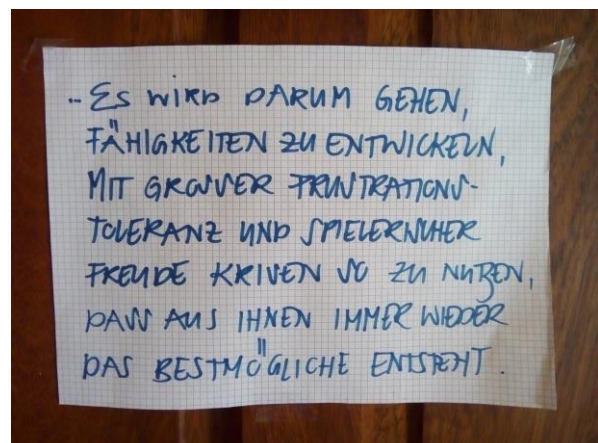 „ES WIRD DARUM GEHEN,
FÄHIGKEITEN ZU ENTWICKELN,
MIT GROSSER FRUSTRATIONS-
TOLERANZ UND SPIELERISCHER
FREUDE KRISEN SO ZU NUTZEN,
DASS AUS IHNEN IMMER WIEDER
DAS BESTMÖGLICHE ENTSTEHT.